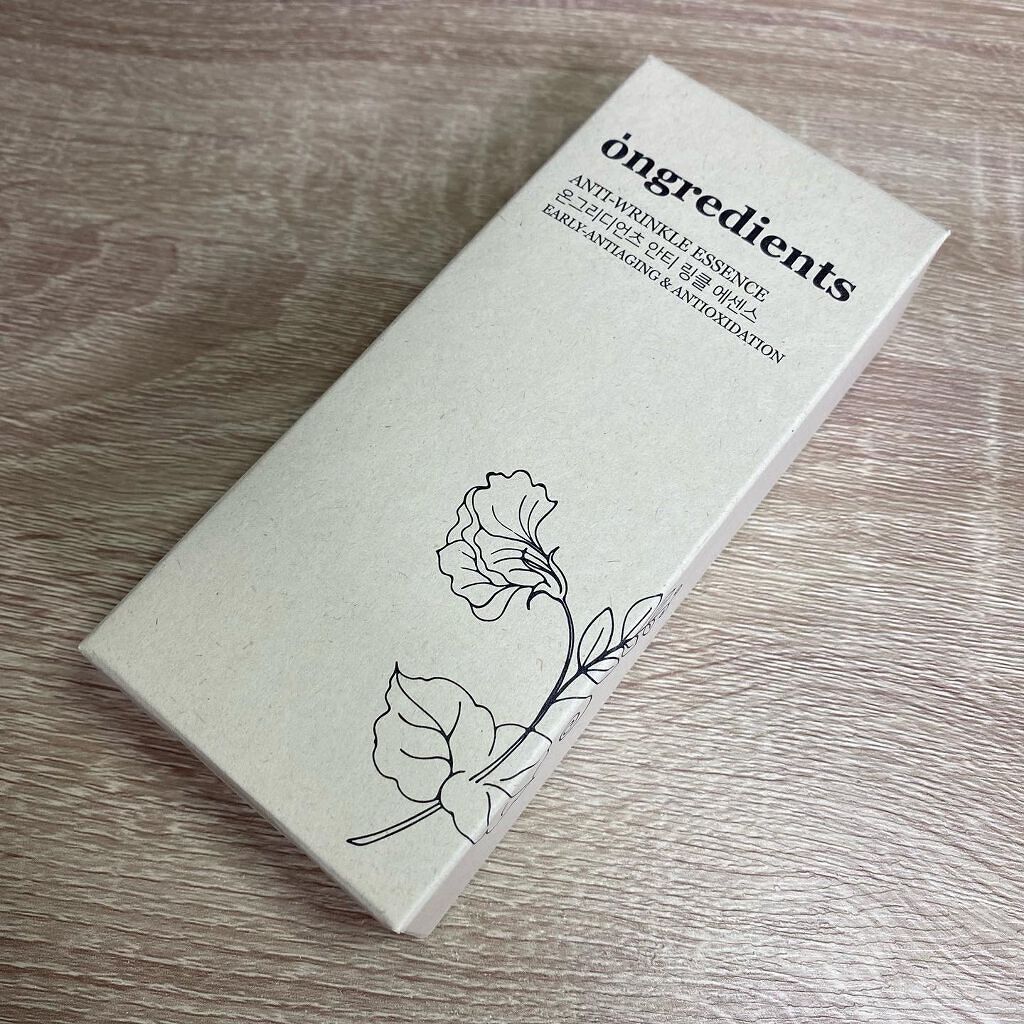 ȯngredients
ANTI-WRINKLE ESSENCE
온그리디언츠 안티 링클 에센스
EARLY-ANTIAGING & ANTIOXIDATION